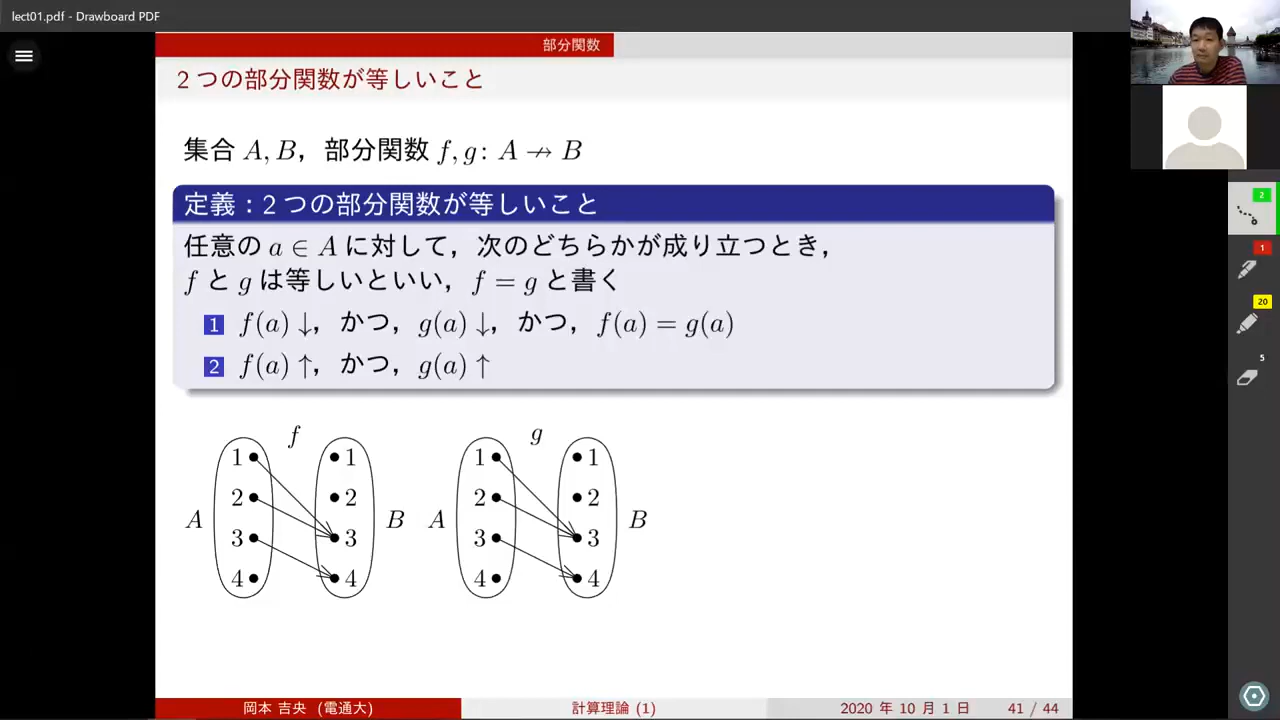 lect01.pdf - Drawboard PDF
部分関数
2 つの部分関数が等しいこと
集合 A, B, 部分関数 f, g: A ⇸ B
定義：2 つの部分関数が等しいこと
任意の a ∈ A に対して，次のどちらかが成り立つとき，
f と g は等しいといい，f = g と書く
1 f(a) ↓，かつ，g(a) ↓，かつ，f(a) = g(a)
2 f(a) ↑，かつ，g(a) ↑
f g
1 1 1 1
2 2 2 2
A B A B
3 3 3 3
4 4 4 4
岡本 吉央 (電通大) 計算理論 (1) 2020 年 10 月 1 日 41 / 44
2
1
20
5